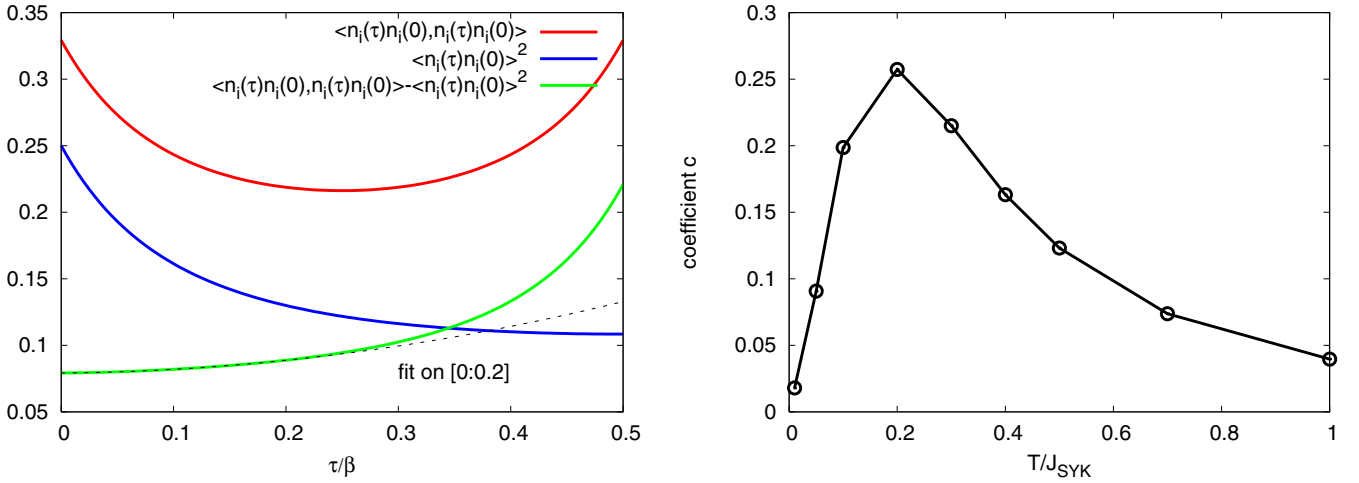 <n_i(τ)n_i(0),n_i(τ)n_i(0)>
<n_i(τ)n_i(0)>^2
<n_i(τ)n_i(0),n_i(τ)n_i(0)>-<n_i(τ)n_i(0)>^2
0.35
0.3
0.25
0.2
0.15
0.1
0.05
fit on [0:0.2]
0 0.1 0.2 0.3 0.4 0.5
τ/β
0.3
0.25
0.2
0.15
0.1
0.05
0
coefficient c
0 0.2 0.4 0.6 0.8 1
T/J_SYK